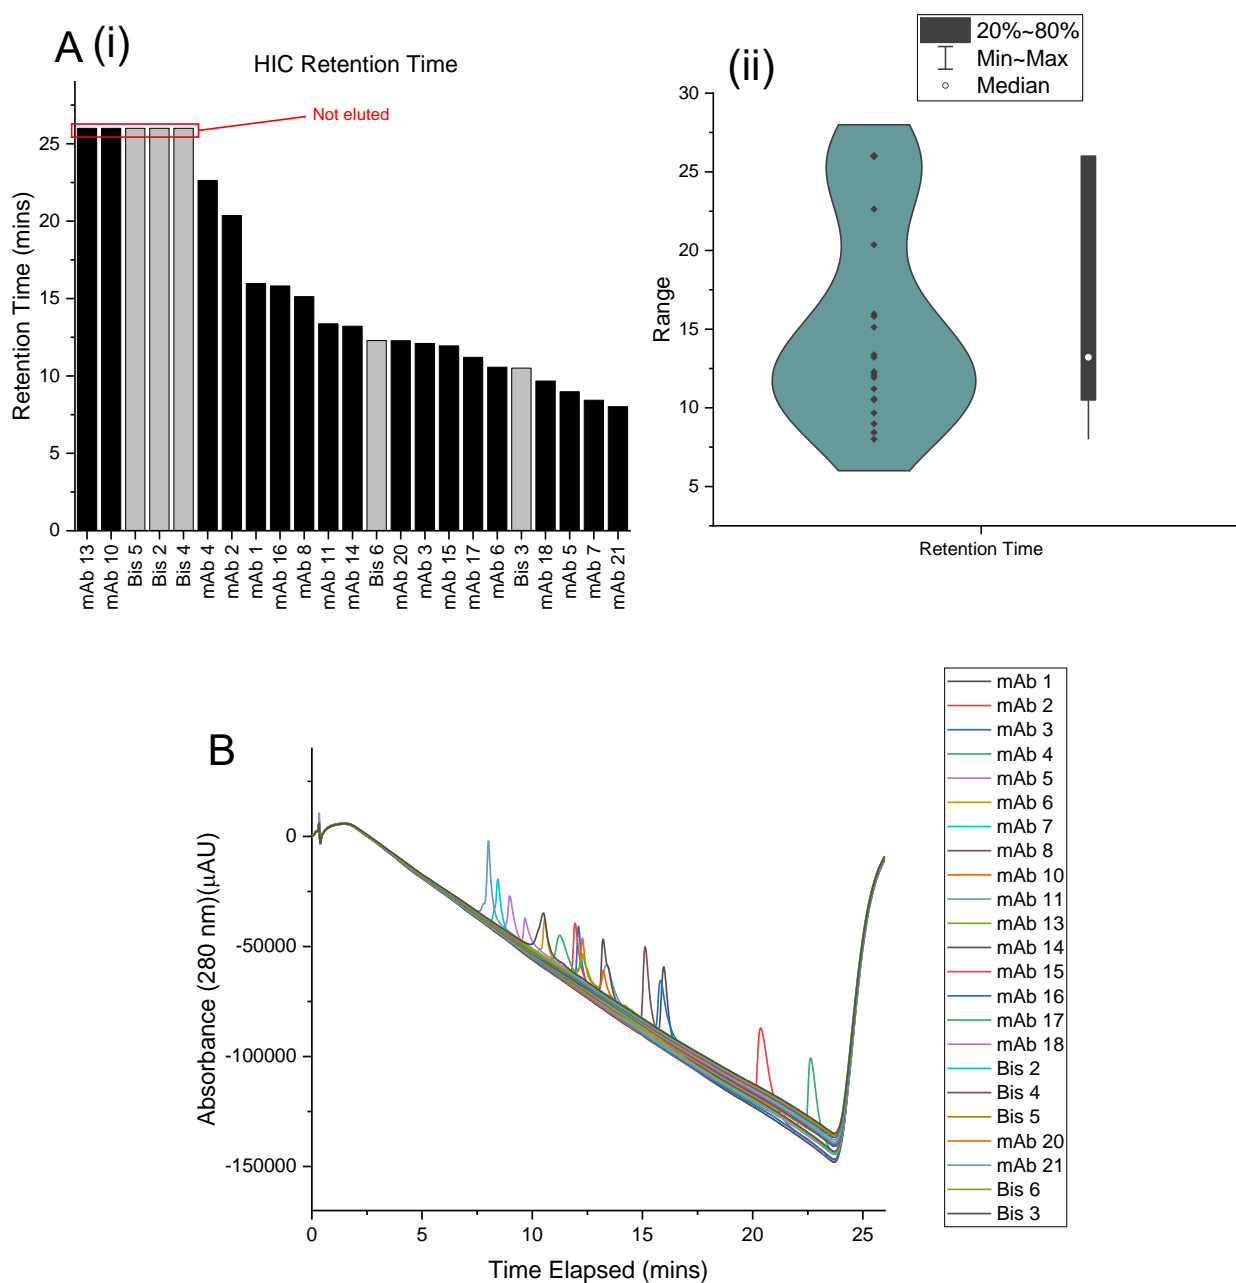 A (i)
HIC Retention Time
Not eluted
Retention Time (mins)
25
20
15
10
5
0
mAb 13
mAb 10
Bis 5
Bis 2
Bis 4
mAb 4
mAb 2
mAb 1
mAb 16
mAb 8
mAb 11
mAb 14
Bis 6
mAb 20
mAb 3
mAb 15
mAb 17
mAb 6
Bis 3
mAb 18
mAb 5
mAb 7
mAb 21
(ii)
20%~80%
Min~Max
Median
Range
30
25
20
15
10
5
Retention Time
B
Absorbance (280 nm)(μAU)
0
-50000
-100000
-150000
0 5 10 15 20 25
Time Elapsed (mins)
mAb 1
mAb 2
mAb 3
mAb 4
mAb 5
mAb 6
mAb 7
mAb 8
mAb 10
mAb 11
mAb 13
mAb 14
mAb 15
mAb 16
mAb 17
mAb 18
Bis 2
Bis 4
Bis 5
mAb 20
mAb 21
Bis 6
Bis 3